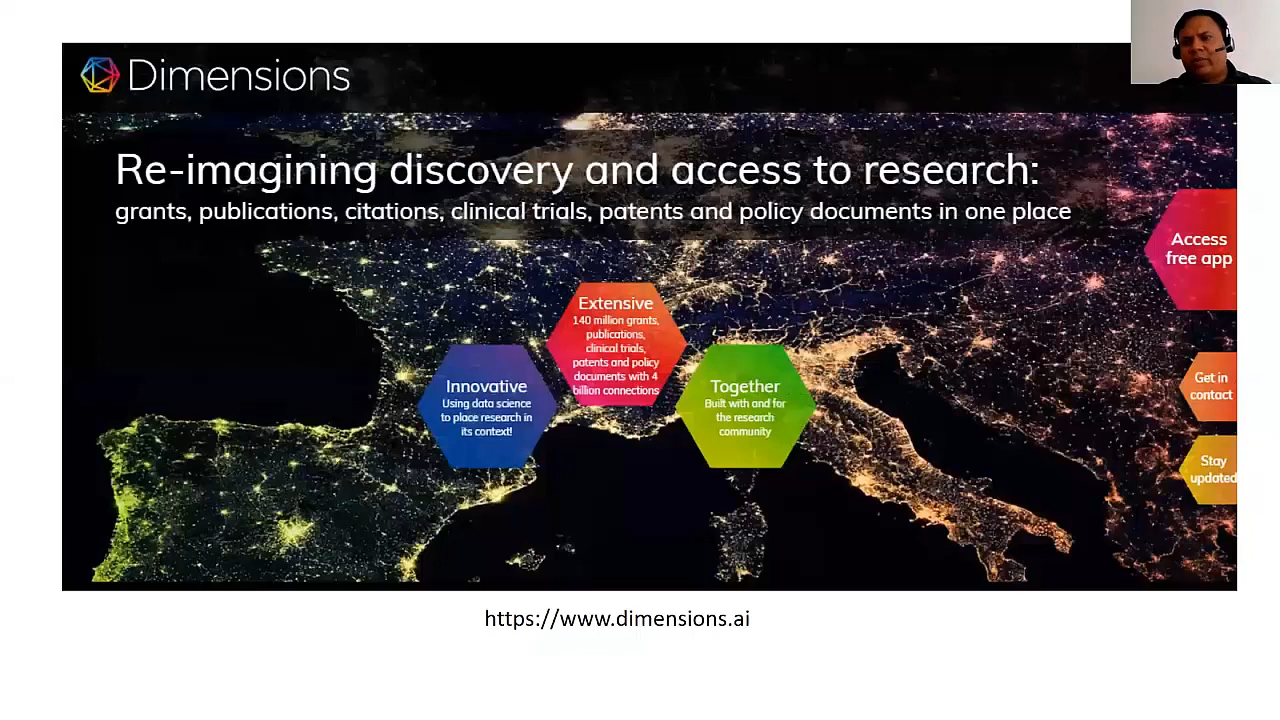 Dimensions
Re-imagining discovery and access to research:
grants, publications, citations, clinical trials, patents and policy documents in one place
Access
free app
Extensive
140 million grants,
publications,
clinical trials,
patents and policy
documents with 4
billion connections
Innovative
Using data science
to place research in
its context!
Together
Built with and for
the research
community
Get in
contact
Stay
updated
https://www.dimensions.ai